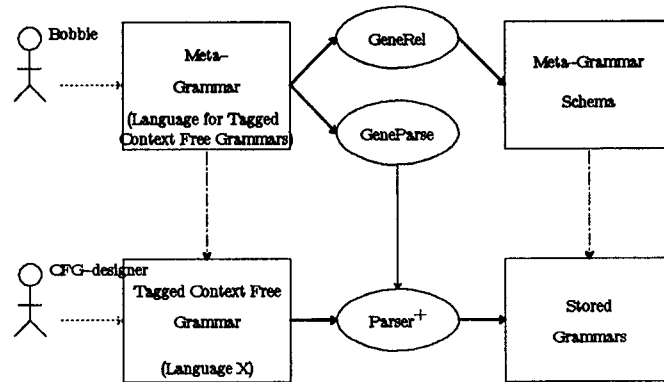 Bobbie
Meta-
Grammar
(Language for Tagged
Context Free Grammars)
GeneRel
GeneParse
Meta-Grammar
Schema
CFG-designer
Tagged Context Free
Grammar
(Language X)
Parser+
Stored
Grammars